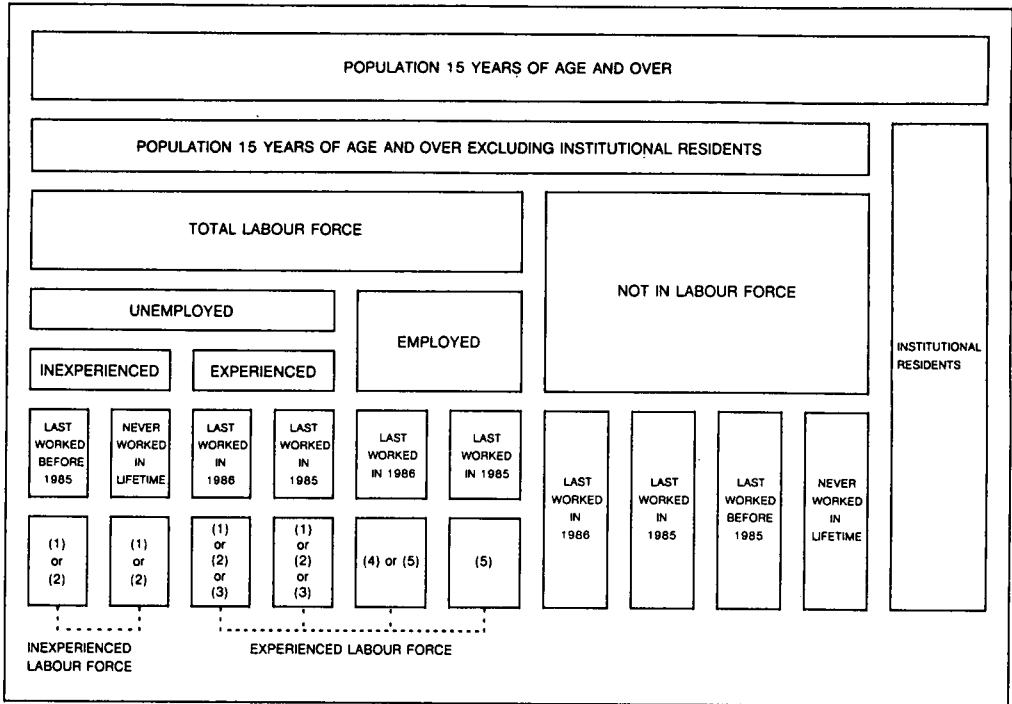 POPULATION 15 YEARS OF AGE AND OVER
POPULATION 15 YEARS OF AGE AND OVER EXCLUDING INSTITUTIONAL RESIDENTS
INSTITUTIONAL
RESIDENTS
TOTAL LABOUR FORCE
NOT IN LABOUR FORCE
UNEMPLOYED
EMPLOYED
INEXPERIENCED
EXPERIENCED
LAST
WORKED
BEFORE
1985
NEVER
WORKED
IN
LIFETIME
LAST
WORKED
IN
1986
LAST
WORKED
IN
1985
LAST
WORKED
IN 1986
LAST
WORKED
IN 1985
LAST
WORKED
IN
1986
LAST
WORKED
IN
1985
LAST
WORKED
BEFORE
1985
NEVER
WORKED
IN
LIFETIME
(1)
or
(2)
(1)
or
(2)
(1)
or
(2)
or
(3)
(1)
or
(2)
or
(3)
(4) or (5)
(5)
INEXPERIENCED
LABOUR FORCE
EXPERIENCED LABOUR FORCE